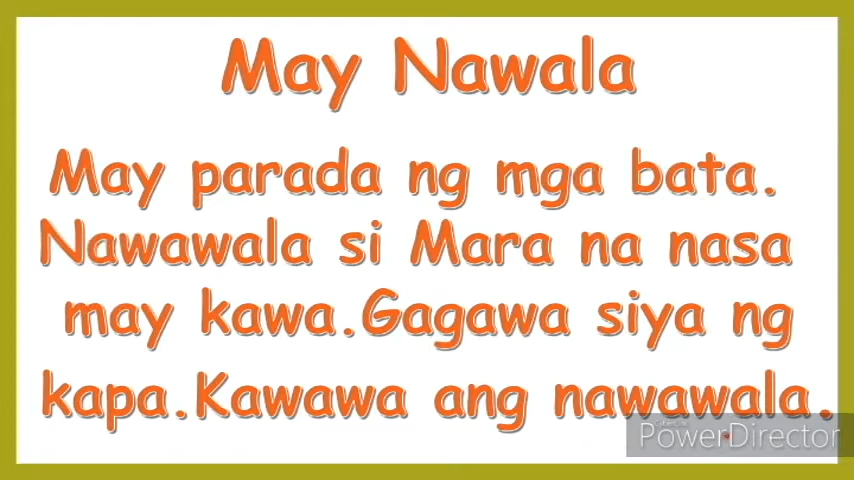 May Nawala
May parada ng mga bata.
Nawawala si Mara na nasa
may kawa.Gagawa siya ng
kapa.Kawawa ang nawawala.
CyberLink
PowerDirector